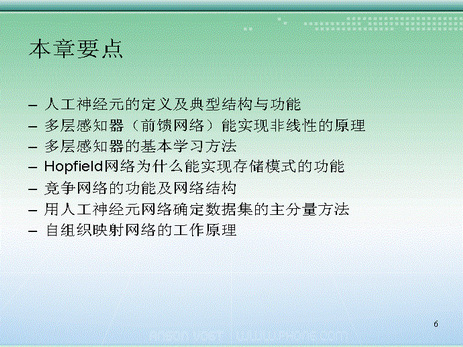 本章要点
– 人工神经元的定义及典型结构与功能
– 多层感知器（前馈网络）能实现非线性的原理
– 多层感知器的基本学习方法
– Hopfield网络为什么能实现存储模式的功能
– 竞争网络的功能及网络结构
– 用人工神经元网络确定数据集的主分量方法
– 自组织映射网络的工作原理
6